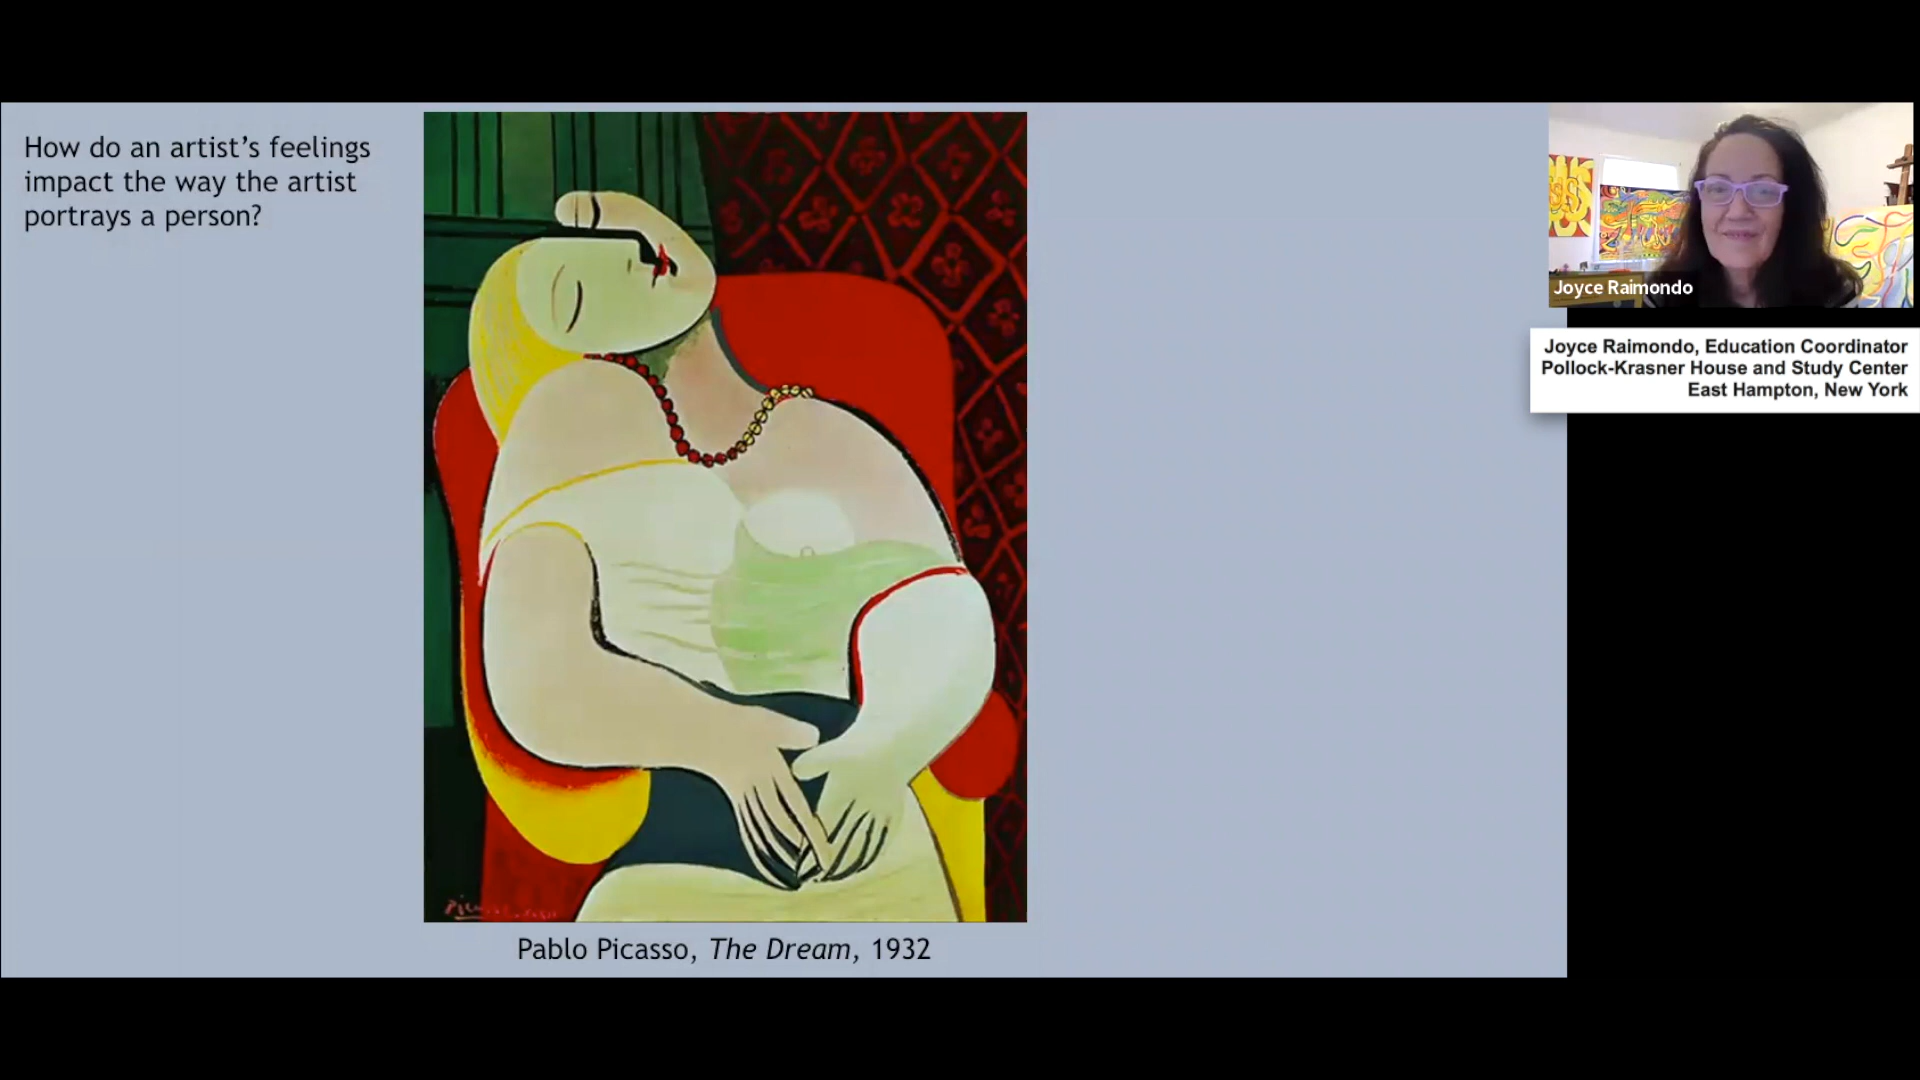 How do an artist's feelings
impact the way the artist
portrays a person?
Joyce Raimondo
Joyce Raimondo, Education Coordinator
Pollock-Krasner House and Study Center
East Hampton, New York
Pablo Picasso, The Dream, 1932